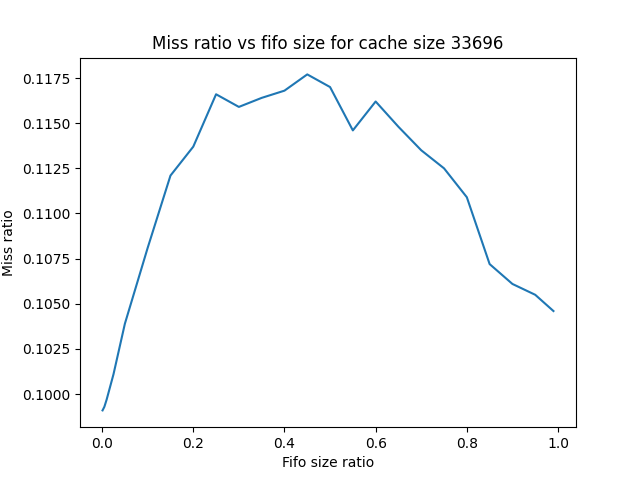 Miss ratio vs fifo size for cache size 33696
0.1175
0.1150
0.1125
0.1100
0.1075
0.1050
0.1025
0.1000
Miss ratio
0.0 0.2 0.4 0.6 0.8 1.0
Fifo size ratio